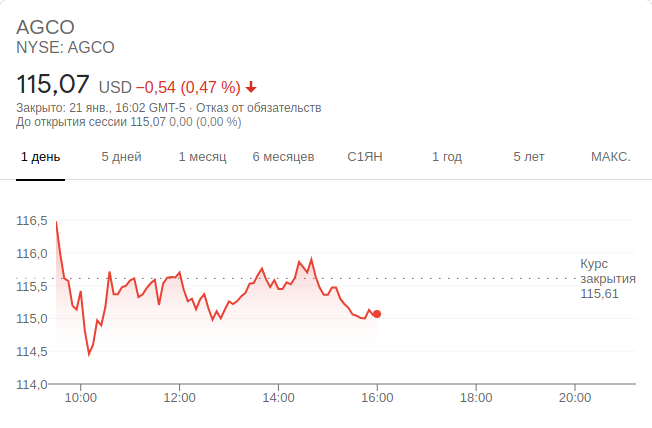 AGCO
NYSE: AGCO
115,07 USD −0,54 (0,47 %)
Закрыто: 21 янв., 16:02 GMT-5 · Отказ от обязательств
До открытия сессии 115,07 0,00 (0,00 %)
1 день 5 дней 1 месяц 6 месяцев С1ЯН 1 год 5 лет МАКС.
116,5
116,0
115,5
115,0
114,5
114,0
Курс
закрытия
115,61
10:00 12:00 14:00 16:00 18:00 20:00